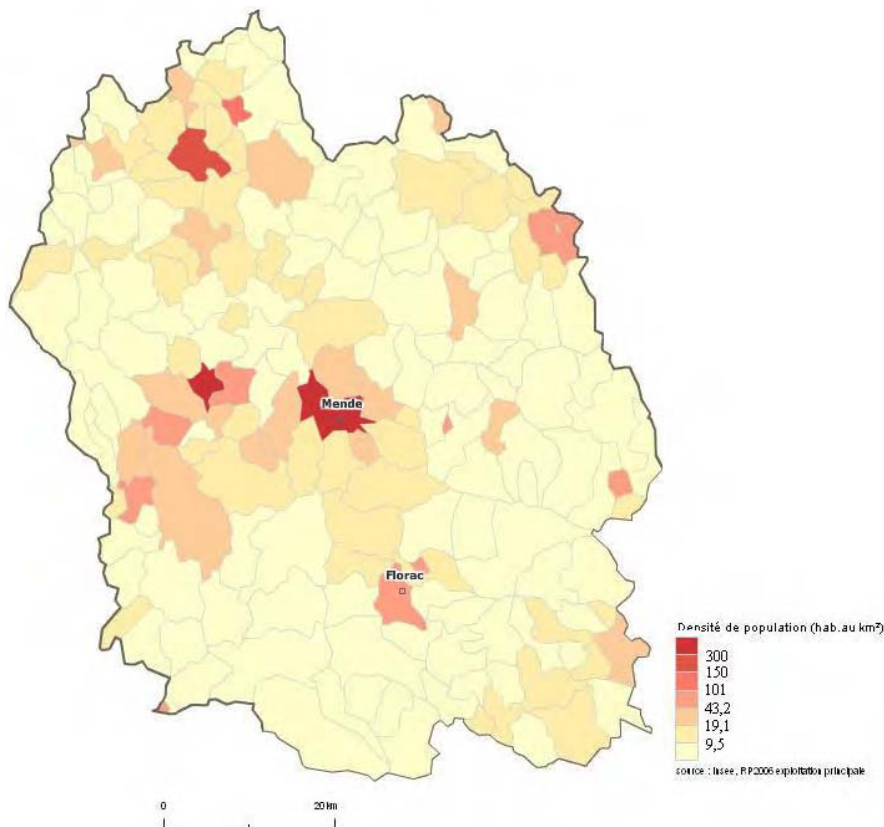 Mende
Florac
Densité de population (hab.au km²)
300
150
101
43,2
19,1
9,5
source : Insee, RP2006 exploitation principale
0 20 km